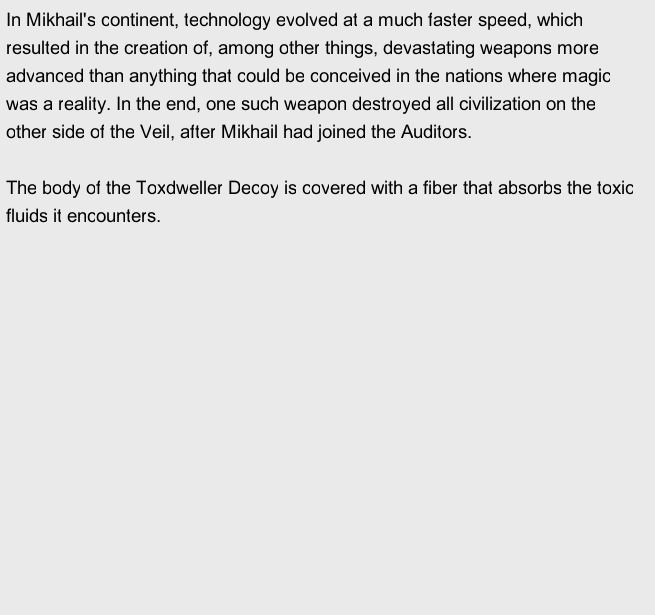 In Mikhail's continent, technology evolved at a much faster speed, which
resulted in the creation of, among other things, devastating weapons more
advanced than anything that could be conceived in the nations where magic
was a reality. In the end, one such weapon destroyed all civilization on the
other side of the Veil, after Mikhail had joined the Auditors.
The body of the Toxdweller Decoy is covered with a fiber that absorbs the toxic
fluids it encounters.